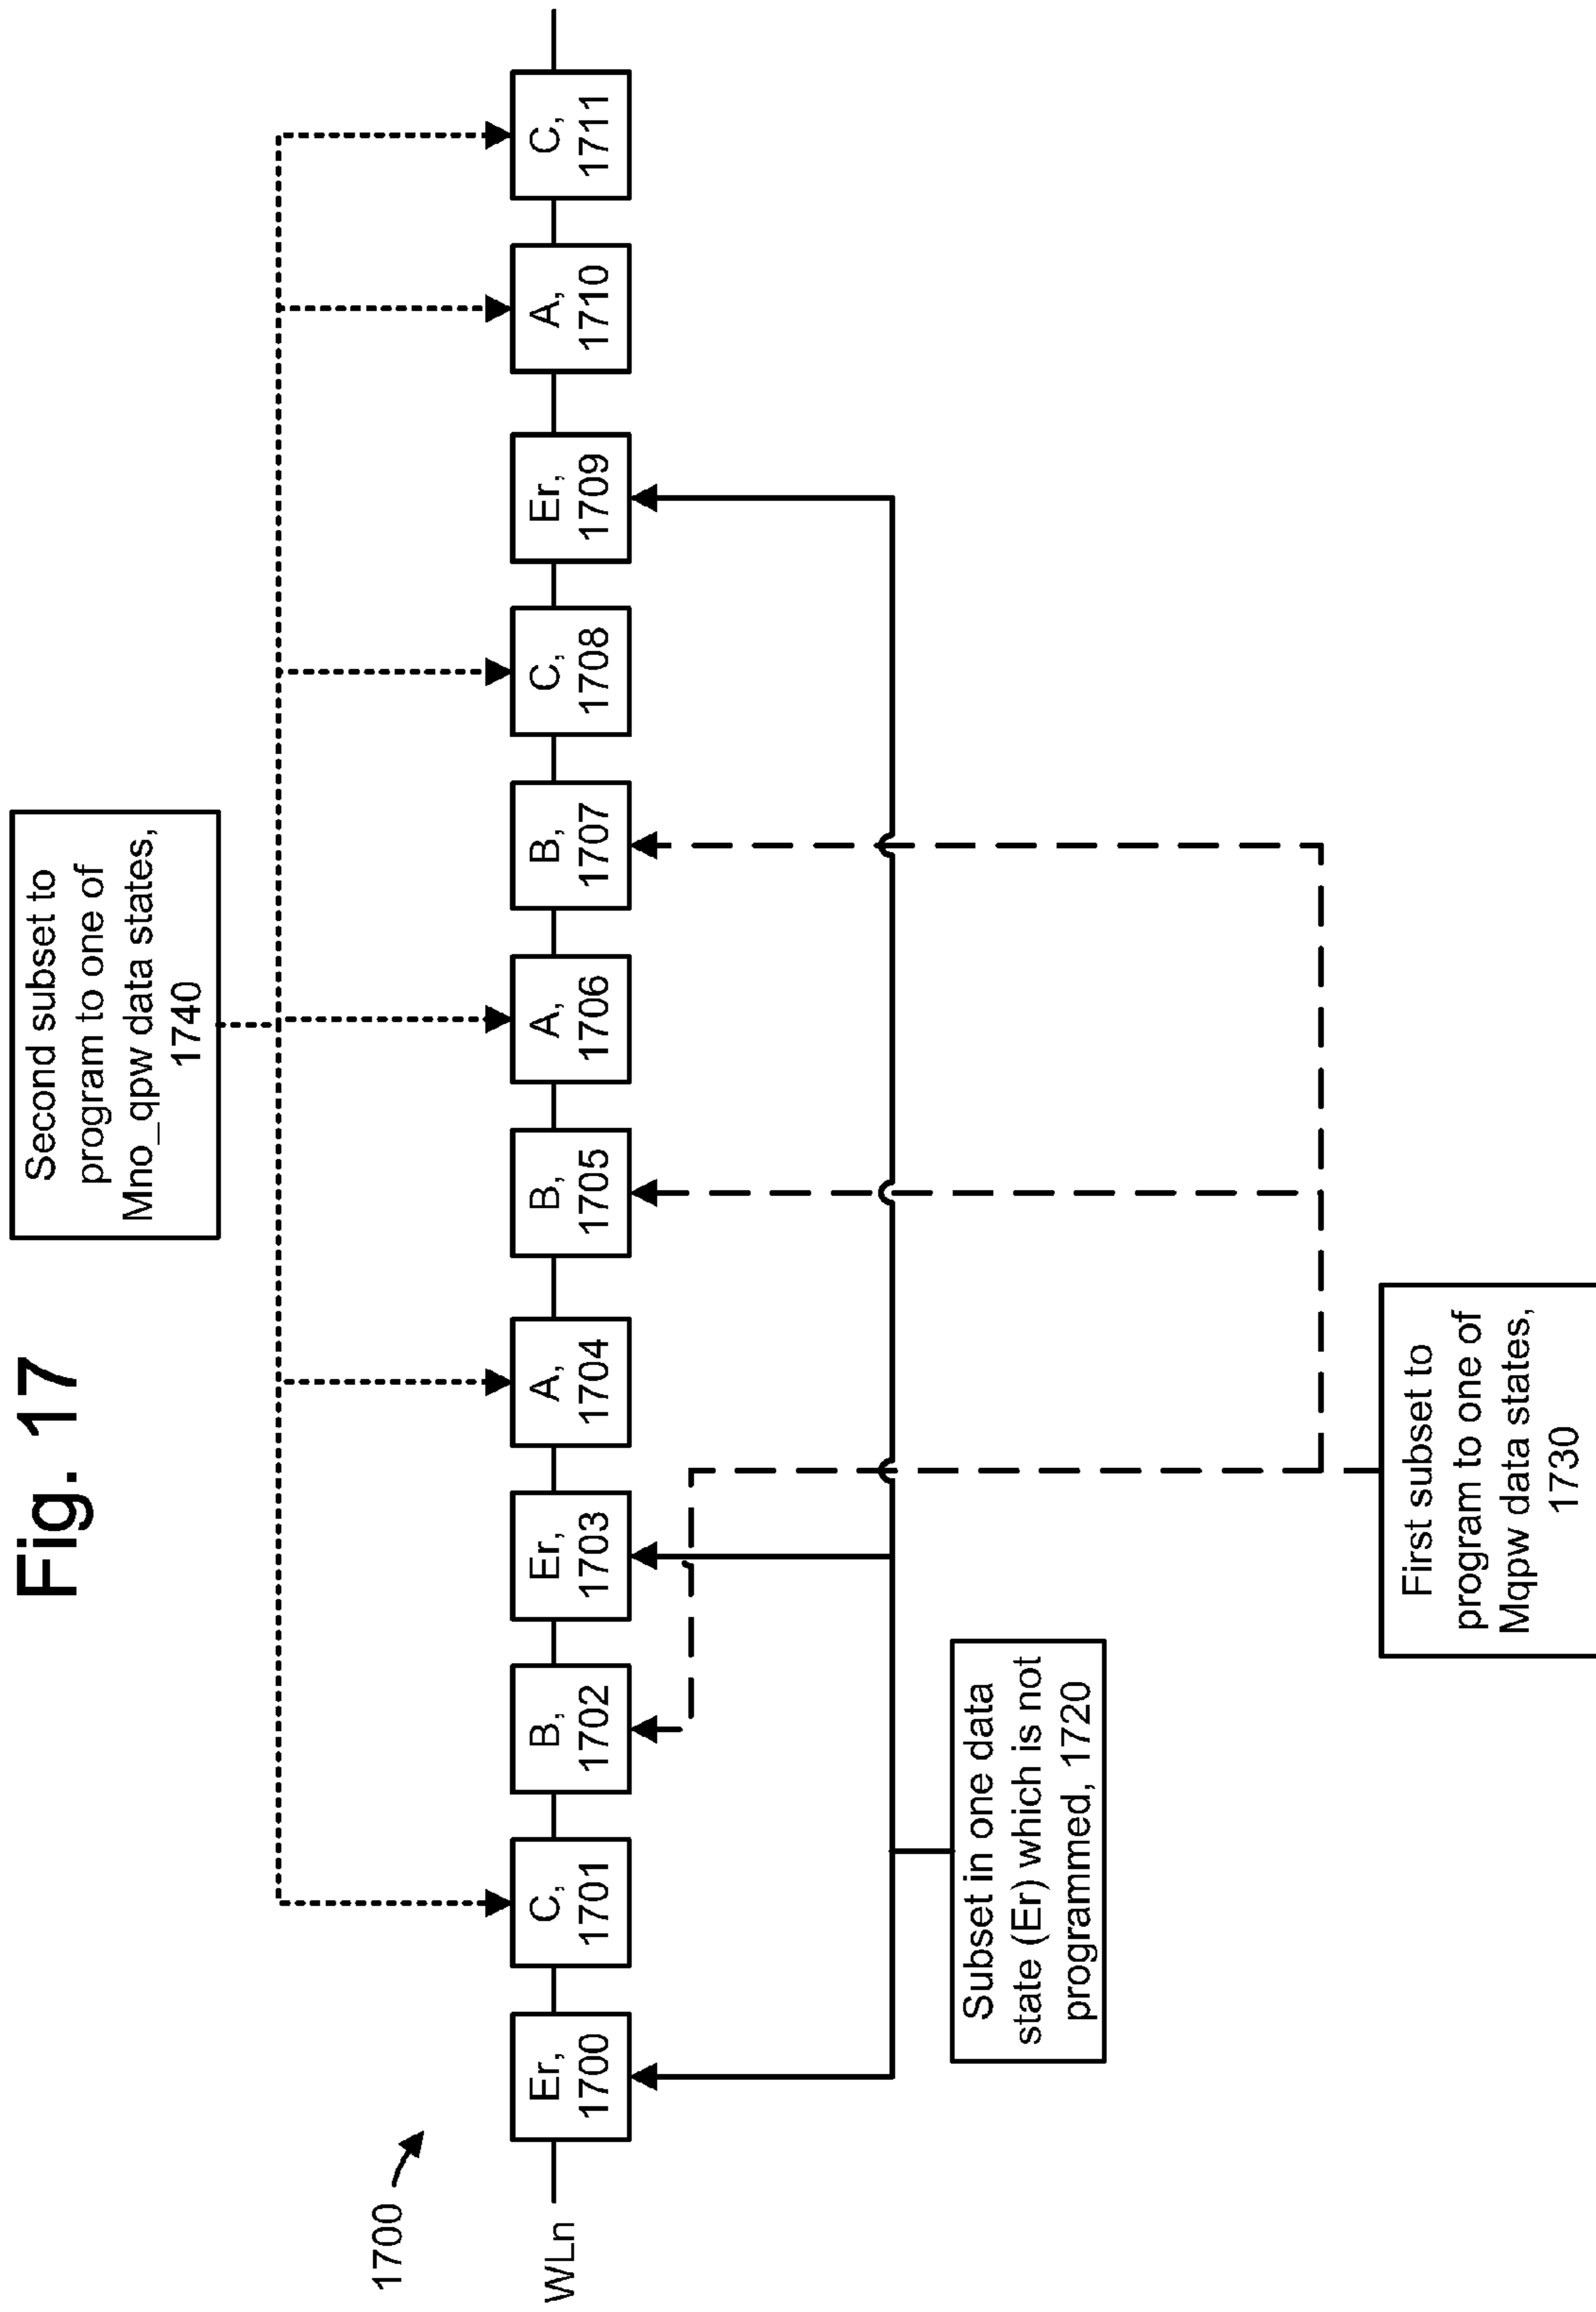 Fig. 17
Second subset to
program to one of
Mno_qpw data states,
1740
1700
WLn
Er,
1700
C,
1701
B,
1702
Er,
1703
A,
1704
B,
1705
A,
1706
B,
1707
C,
1708
Er,
1709
A,
1710
C,
1711
Subset in one data
state (Er) which is not
programmed, 1720
First subset to
program to one of
Mqpw data states,
1730